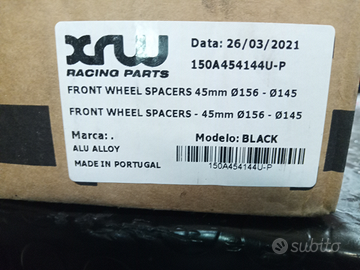 XRW
RACING PARTS
Data: 26/03/2021
150A454144U-P
FRONT WHEEL SPACERS 45mm Ø156 - Ø145
FRONT WHEEL SPACERS - 45mm Ø156 - Ø145
Marca: .
Modelo: BLACK
ALU ALLOY
MADE IN PORTUGAL
150A454144U-P
subito